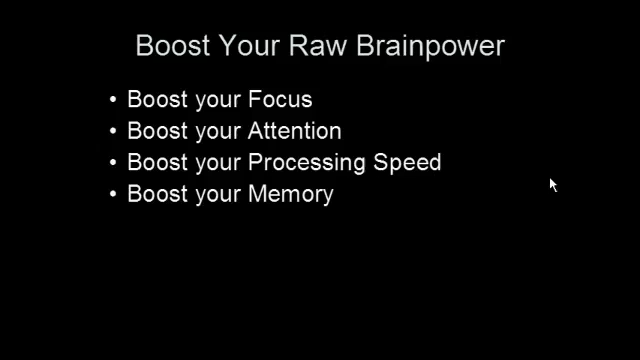 Boost Your Raw Brainpower
• Boost your Focus
• Boost your Attention
• Boost your Processing Speed
• Boost your Memory